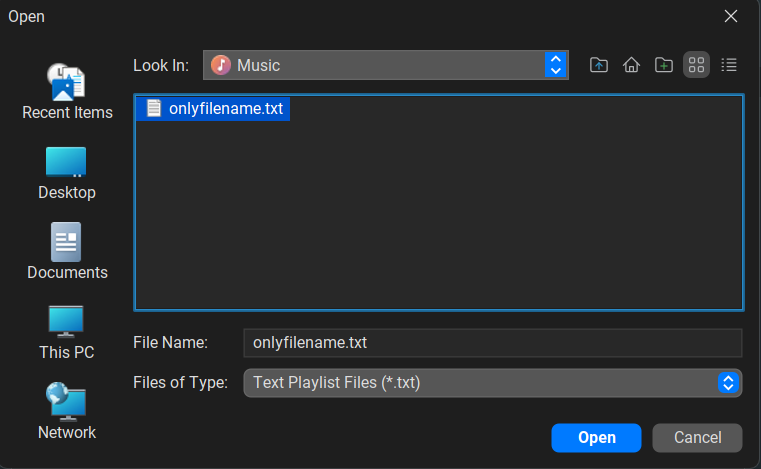 Open
Look In:
Music
Recent Items
Desktop
Documents
This PC
Network
onlyfilename.txt
File Name:
onlyfilename.txt
Files of Type:
Text Playlist Files (*.txt)
Open
Cancel